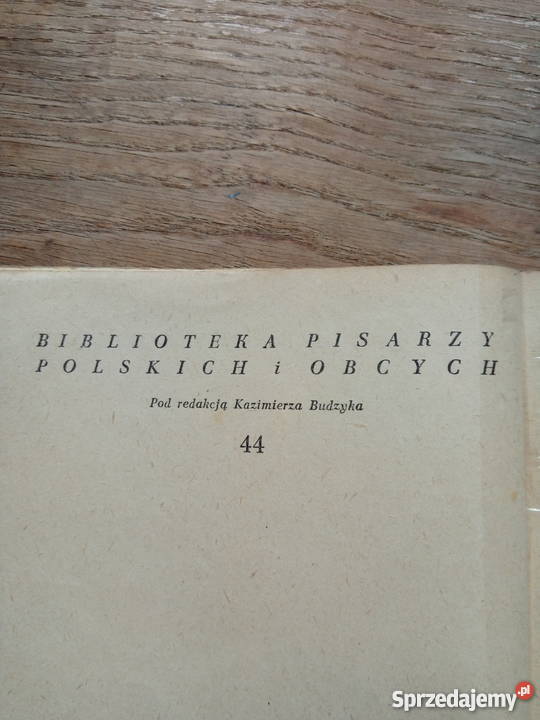 BIBLIOTEKA PISARZY
POLSKICH i OBCYCH
Pod redakcją Kazimierza Budzyka
44
Sprzedajemy.pl